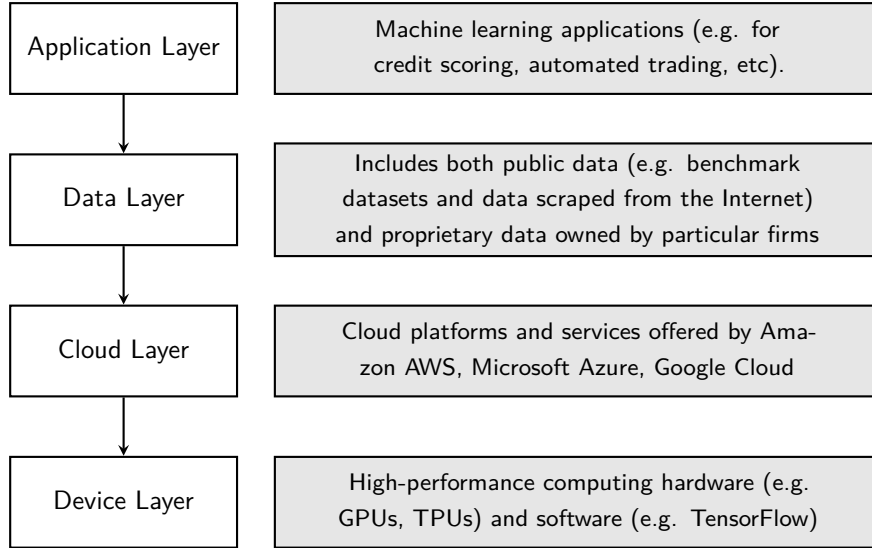 Application Layer
Machine learning applications (e.g. for
credit scoring, automated trading, etc).
Data Layer
Includes both public data (e.g. benchmark
datasets and data scraped from the Internet)
and proprietary data owned by particular firms
Cloud Layer
Cloud platforms and services offered by Ama-
zon AWS, Microsoft Azure, Google Cloud
Device Layer
High-performance computing hardware (e.g.
GPUs, TPUs) and software (e.g. TensorFlow)